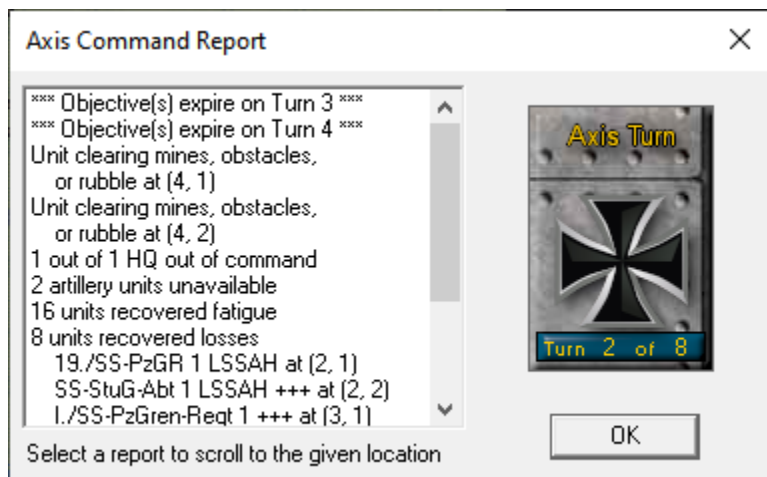 Axis Command Report
*** Objective(s) expire on Turn 3 ***
*** Objective(s) expire on Turn 4 ***
Unit clearing mines, obstacles,
or rubble at (4, 1)
Unit clearing mines, obstacles,
or rubble at (4, 2)
1 out of 1 HQ out of command
2 artillery units unavailable
16 units recovered fatigue
8 units recovered losses
19./SS-PzGR 1 LSSAH at (2, 1)
SS-StuG-Abt 1 LSSAH +++ at (2, 2)
I./SS-PzGren-Regt 1 +++ at (3, 1)
Select a report to scroll to the given location
Axis Turn
Turn 2 of 8
OK